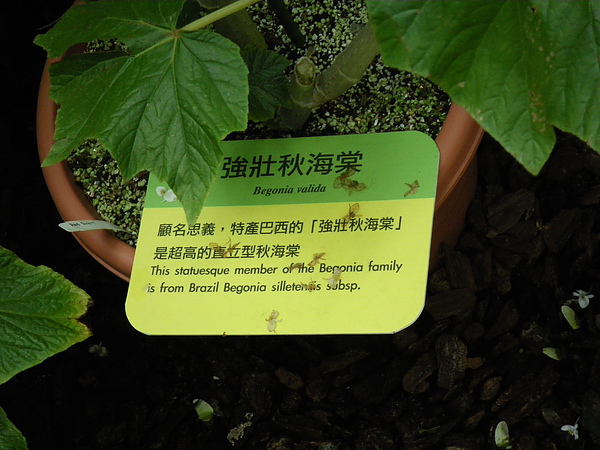 強壯秋海棠
Begonia valida
顧名思義，特產巴西的「強壯秋海棠」
是超高的直立型秋海棠
This statuesque member of the Begonia family
is from Brazil Begonia silletensis subsp.